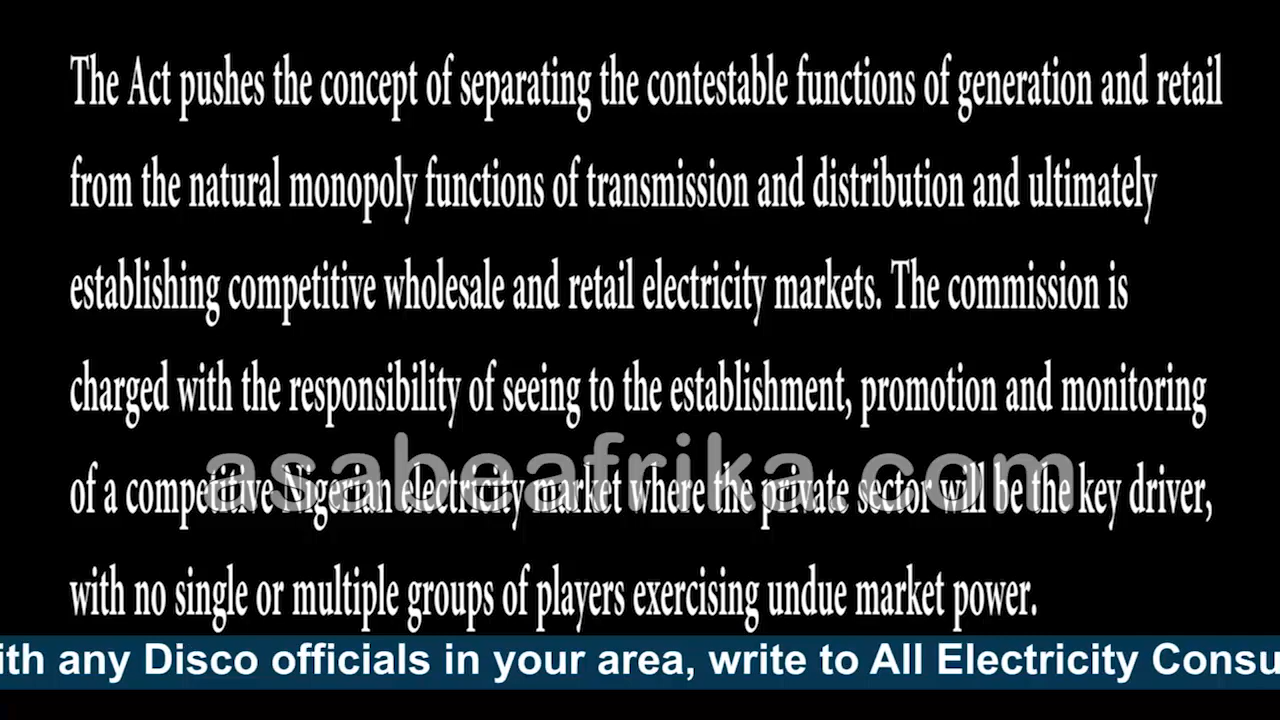 The Act pushes the concept of separating the contestable functions of generation and retail
from the natural monopoly functions of transmission and distribution and ultimately
establishing competitive wholesale and retail electricity markets. The commission is
charged with the responsibility of seeing to the establishment, promotion and monitoring
asabeafrika.com
of a competitive Nigerian electricity market where the private sector will be the key driver,
with no single or multiple groups of players exercising undue market power.
ith any Disco officials in your area, write to All Electricity Consu